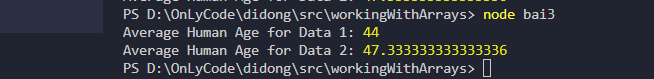 PS D:\OnLyCode\didong\src\workingWithArrays> node bai3
Average Human Age for Data 1: 44
Average Human Age for Data 2: 47.333333333333336
PS D:\OnLyCode\didong\src\workingWithArrays>